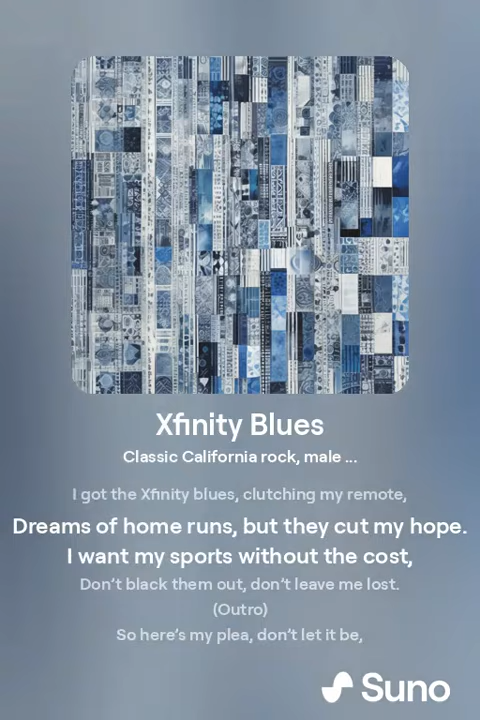 Xfinity Blues
Classic California rock, male ...
I got the Xfinity blues, clutching my remote,
Dreams of home runs, but they cut my hope.
I want my sports without the cost,
Don't black them out, don't leave me lost.
(Outro)
So here's my plea, don't let it be,
Suno